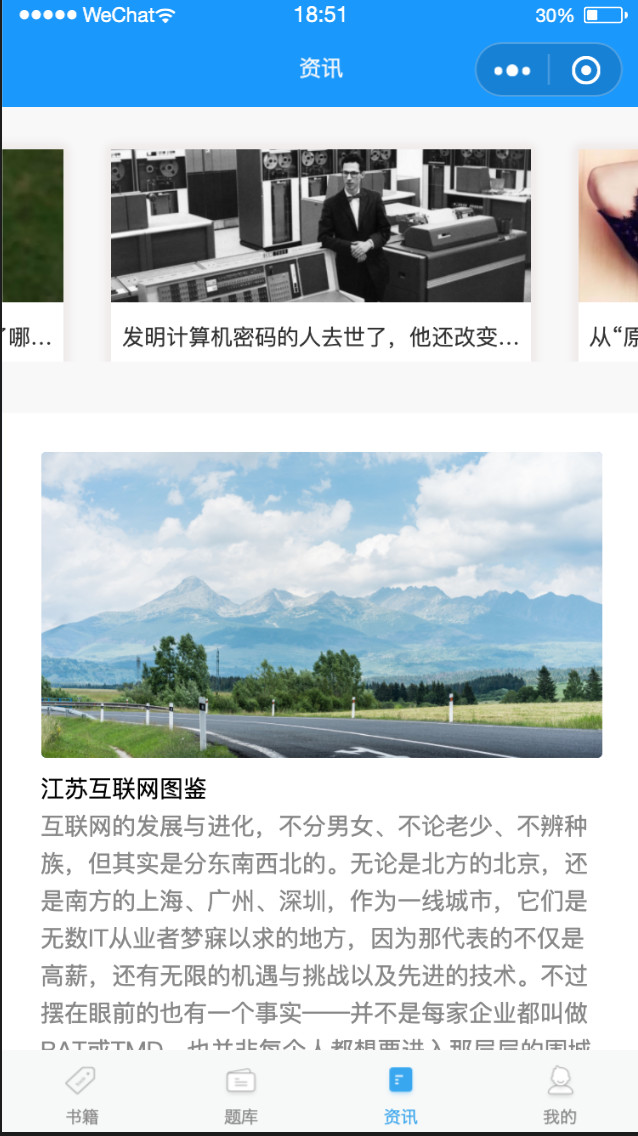 WeChat
18:51
30%
资讯
了哪...
发明计算机密码的人去世了，他还改变...
从“原
江苏互联网图鉴
互联网的发展与进化，不分男女、不论老少、不辨种
族，但其实是分东南西北的。无论是北方的北京，还
是南方的上海、广州、深圳，作为一线城市，它们是
无数IT从业者梦寐以求的地方，因为那代表的不仅是
高薪，还有无限的机遇与挑战以及先进的技术。不过
摆在眼前的也有一个事实——并不是每家企业都叫做
BAT或TMD，也并非每个人都想要进入那层层的围城
书籍
题库
资讯
我的